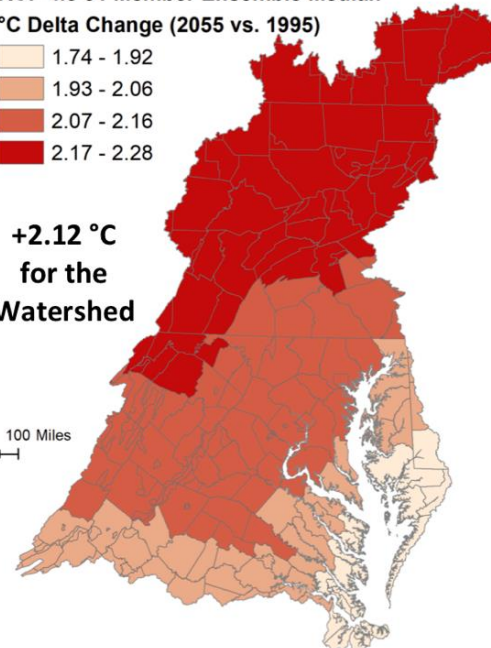 °C Delta Change (2055 vs. 1995)
1.74 - 1.92
1.93 - 2.06
2.07 - 2.16
2.17 - 2.28
+2.12 °C
for the
Watershed
100 Miles